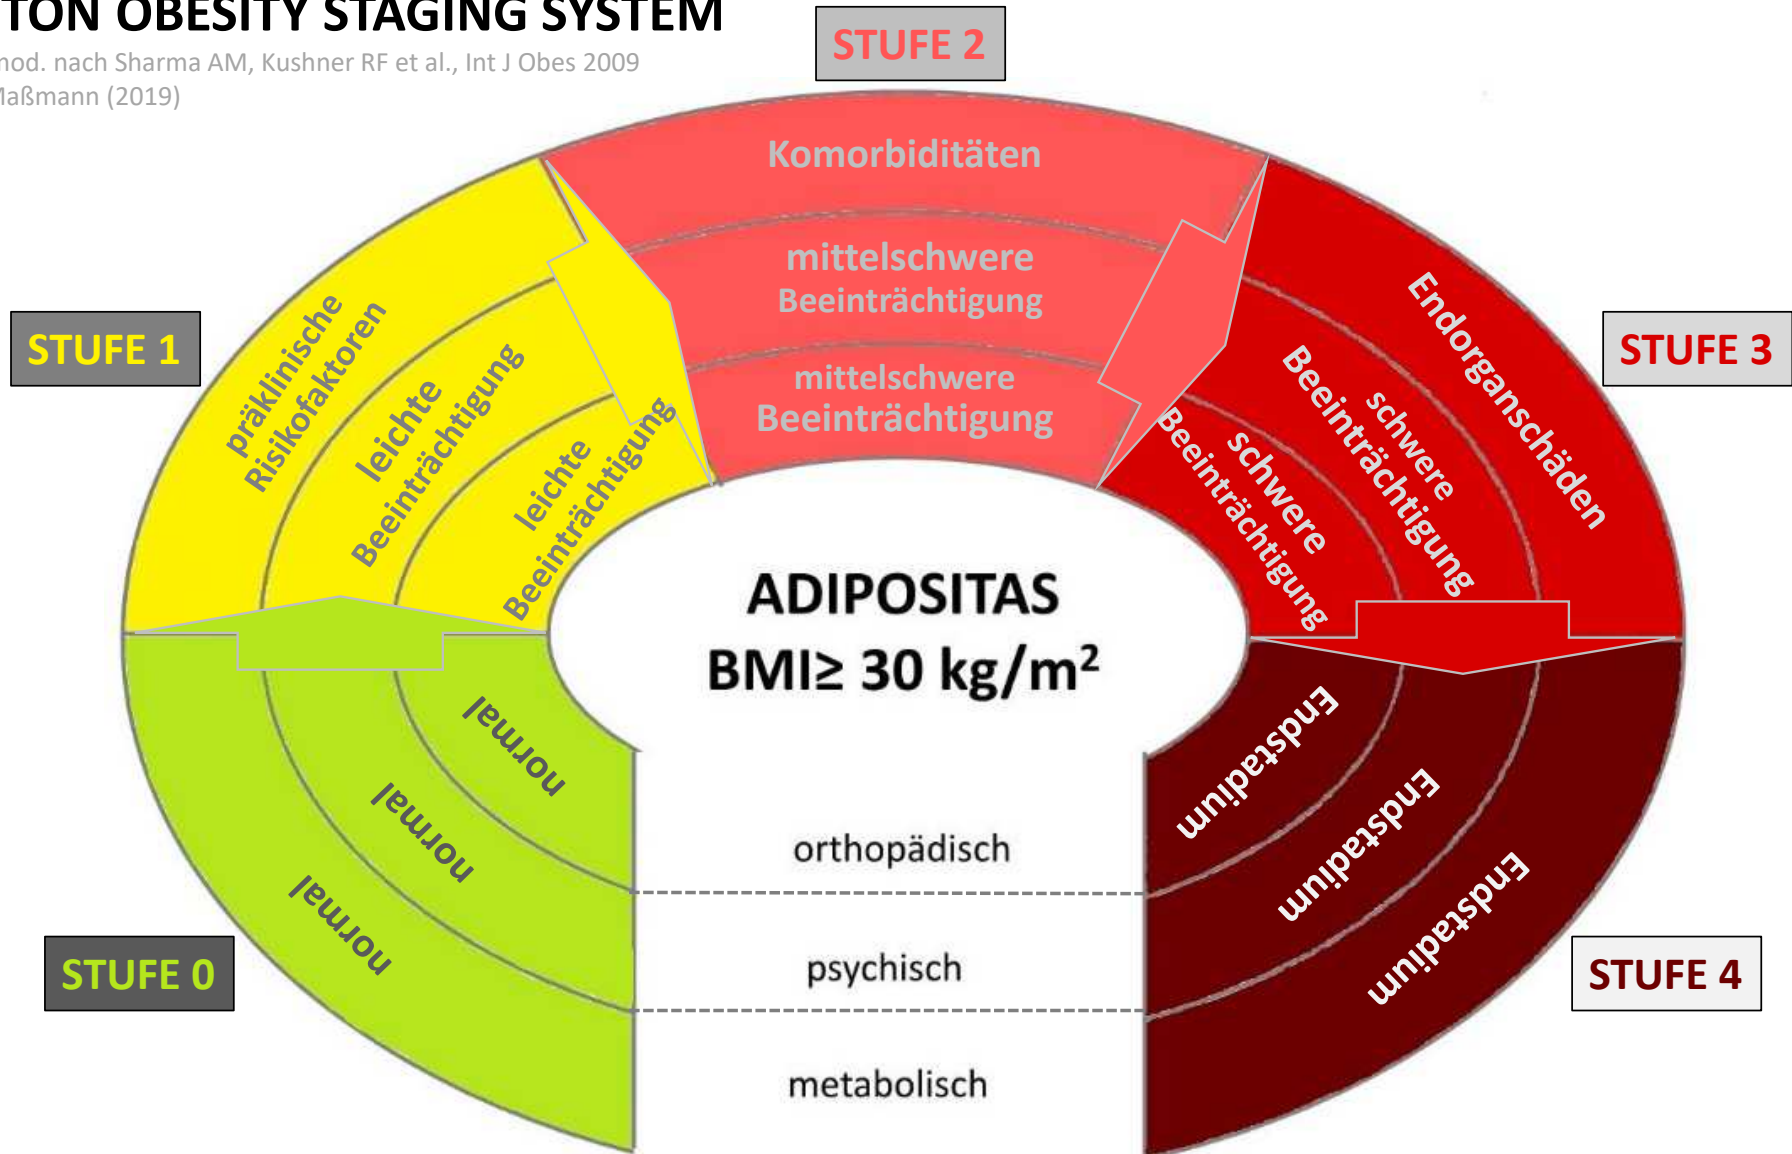 TON OBESITY STAGING SYSTEM
mod. nach Sharma AM, Kushner RF et al., Int J Obes 2009
Maßmann (2019)
STUFE 2
Komorbiditäten
mittelschwere
Beeinträchtigung
mittelschwere
Beeinträchtigung
STUFE 1
präklinische
Risikofaktoren
leichte
Beeinträchtigung
leichte
Beeinträchtigung
STUFE 3
Endorganschäden
schwere
Beeinträchtigung
schwere
Beeinträchtigung
ADIPOSITAS
BMI≥ 30 kg/m²
STUFE 0
normal
normal
normal
orthopädisch
psychisch
metabolisch
STUFE 4
Endstadium
Endstadium
Endstadium